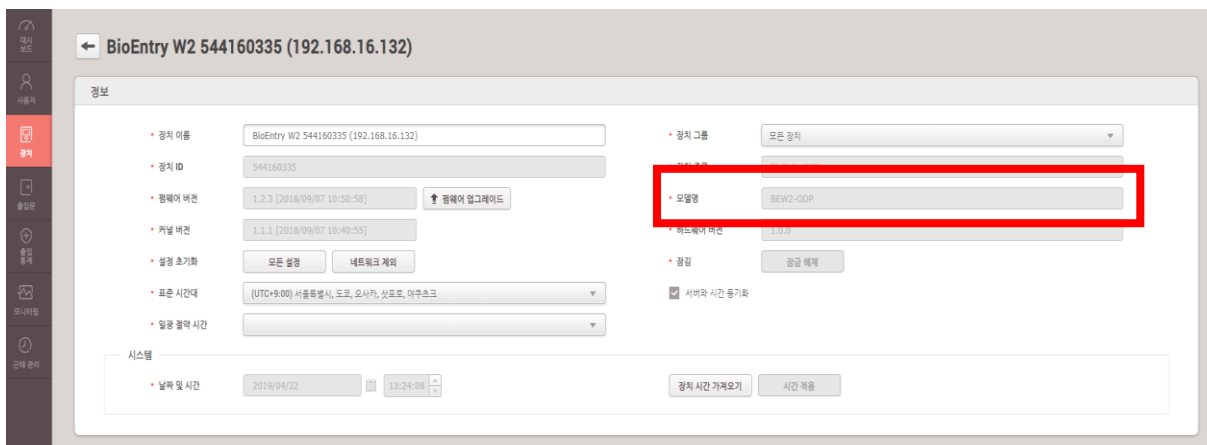 대시
보드
사용자
장치
출입문
출입
통제
모니터링
근태 관리
BioEntry W2 544160335 (192.168.16.132)
정보
• 장치 이름 BioEntry W2 544160335 (192.168.16.132)
• 장치 그룹 모든 장치
• 장치 ID 544160335
• 펌웨어 버전 1.2.3 [2018/09/07 10:50:58] 펌웨어 업그레이드
• 모델명 BEW2-ODP
• 커널 버전 1.1.1 [2018/09/07 10:40:55]
• 하드웨어 버전 1.0.0
• 설정 초기화 모든 설정 네트워크 제외
• 잠김 잠금 해제
• 표준 시간대 (UTC+9:00) 서울특별시, 도쿄, 오사카, 삿포로, 야쿠츠크
서버와 시간 동기화
• 일광 절약 시간
시스템
• 날짜 및 시간 2019/04/22 13:24:08 장치 시간 가져오기 시간 적용